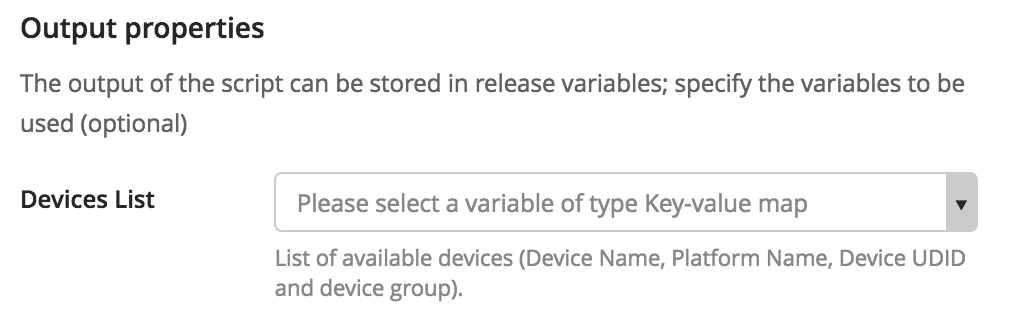 Output properties
The output of the script can be stored in release variables; specify the variables to be
used (optional)
Devices List
Please select a variable of type Key-value map
List of available devices (Device Name, Platform Name, Device UDID
and device group).